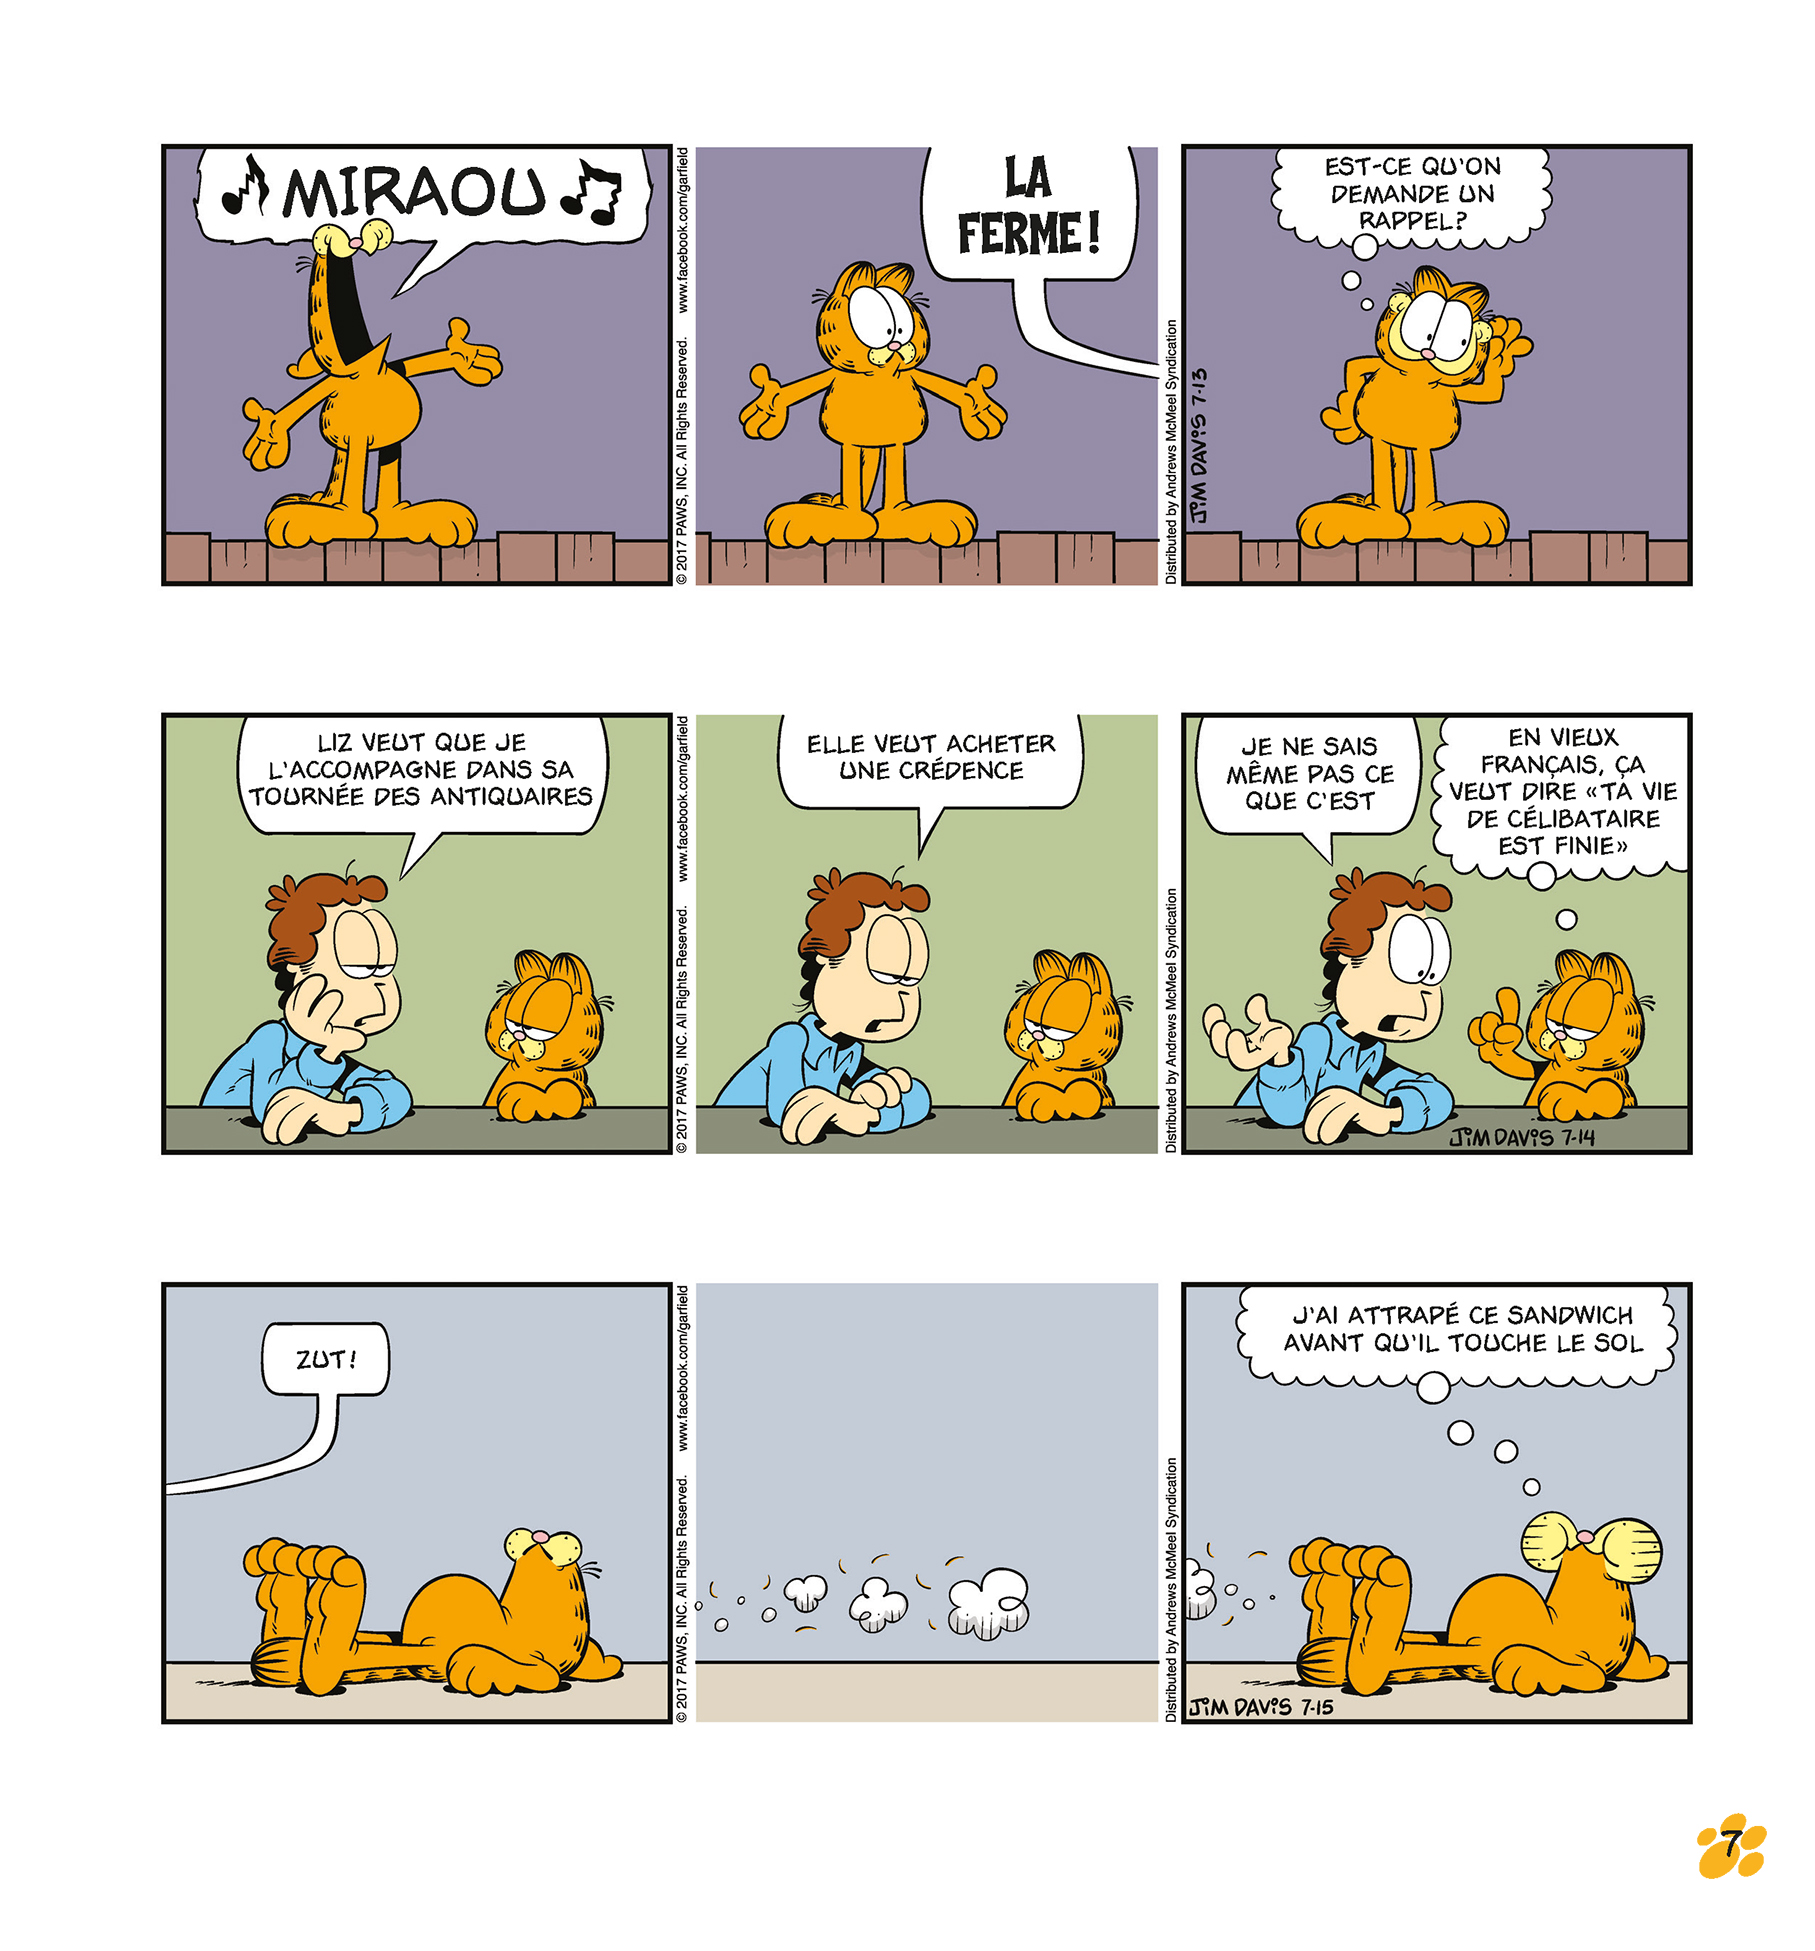 MIRAOU
LA
FERME!
EST-CE QU'ON
DEMANDE UN
RAPPEL?
© 2017 PAWS, INC. All Rights Reserved. www.facebook.com/garfield
Distributed by Andrews McMeel Syndication
JIM DAVIS 7-13
LIZ VEUT QUE JE
L'ACCOMPAGNE DANS SA
TOURNÉE DES ANTIQUAIRES
ELLE VEUT ACHETER
UNE CRÉDENCE
JE NE SAIS
MÊME PAS CE
QUE C'EST
EN VIEUX
FRANÇAIS, ÇA
VEUT DIRE «TA VIE
DE CÉLIBATAIRE
EST FINIE»
© 2017 PAWS, INC. All Rights Reserved. www.facebook.com/garfield
Distributed by Andrews McMeel Syndication
JIM DAVIS 7-14
ZUT!
J'AI ATTRAPÉ CE SANDWICH
AVANT QU'IL TOUCHE LE SOL
© 2017 PAWS, INC. All Rights Reserved. www.facebook.com/garfield
Distributed by Andrews McMeel Syndication
JIM DAVIS 7-15
7